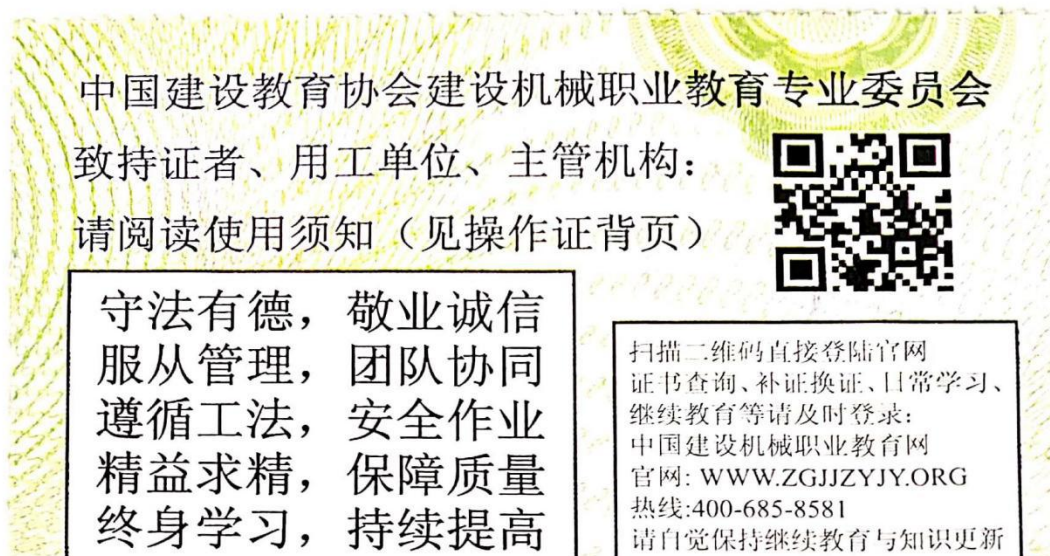 中国建设教育协会建设机械职业教育专业委员会
致持证者、用工单位、主管机构：
请阅读使用须知（见操作证背页）
守法有德，敬业诚信
服从管理，团队协同
遵循工法，安全作业
精益求精，保障质量
终身学习，持续提高
扫描二维码直接登陆官网
证书查询、补证换证、日常学习、
继续教育等请及时登录:
中国建设机械职业教育网
官网: WWW.ZGJJZYJY.ORG
热线:400-685-8581
请自觉保持继续教育与知识更新